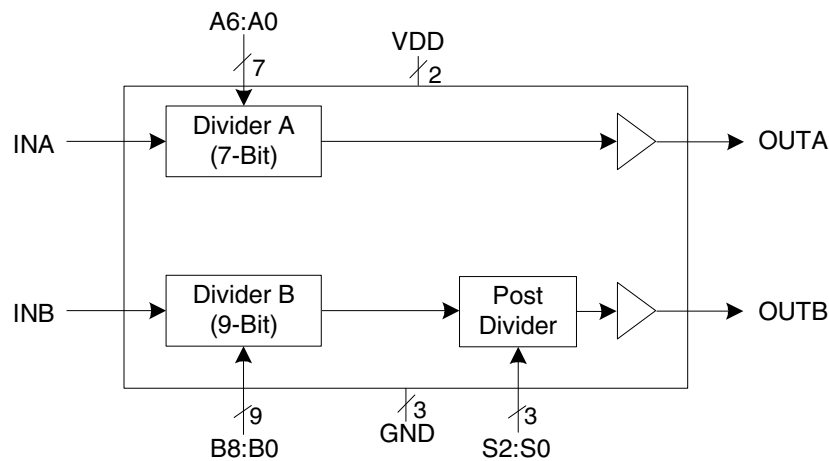 A6:A0
VDD
7
2
INA
Divider A
(7-Bit)
OUTA
INB
Divider B
(9-Bit)
Post
Divider
OUTB
9
3
3
B8:B0
GND
S2:S0